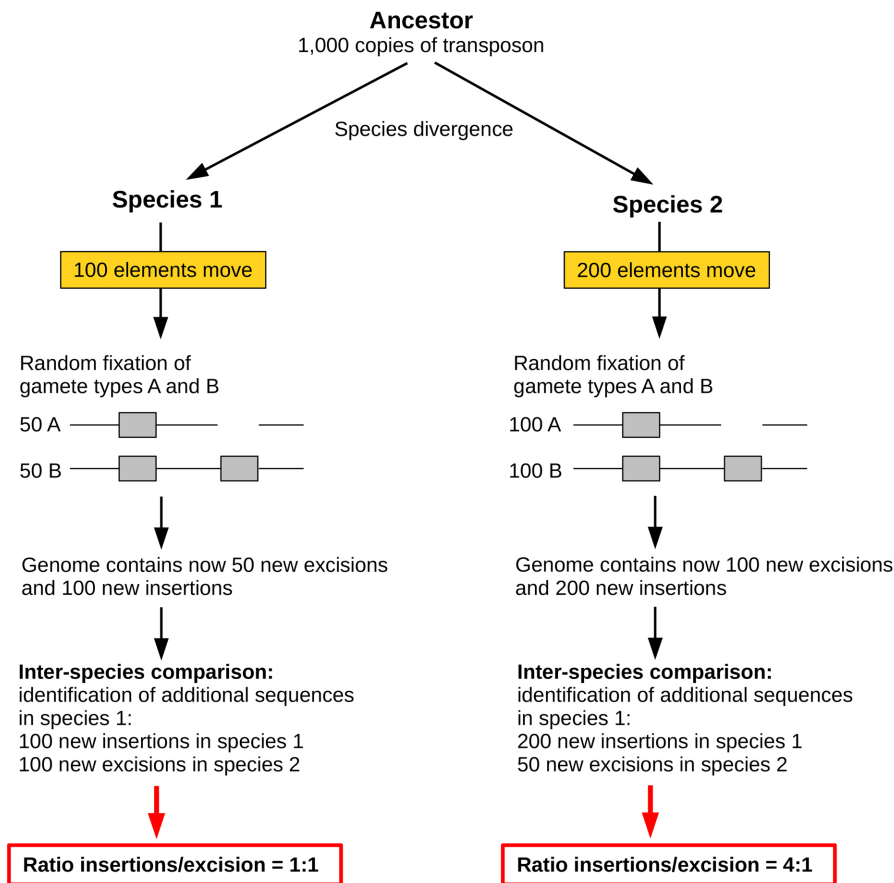 Ancestor
1,000 copies of transposon
Species divergence
Species 1
100 elements move
Random fixation of
gamete types A and B
50 A
50 B
Genome contains now 50 new excisions
and 100 new insertions
Inter-species comparison:
identification of additional sequences
in species 1:
100 new insertions in species 1
100 new excisions in species 2
Ratio insertions/excision = 1:1
Species 2
200 elements move
Random fixation of
gamete types A and B
100 A
100 B
Genome contains now 100 new excisions
and 200 new insertions
Inter-species comparison:
identification of additional sequences
in species 1:
200 new insertions in species 1
50 new excisions in species 2
Ratio insertions/excision = 4:1